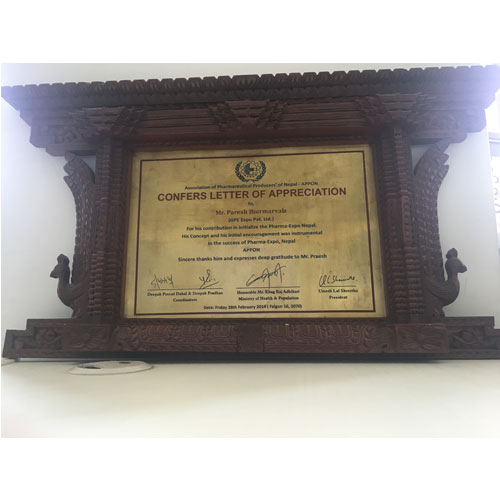 Association of Pharmaceutical Producers' of Nepal - APPON
CONFERS LETTER OF APPRECIATION
To
Mr. Paresh Jhurmarvala
(GPE Expo Pvt. Ltd.)
For his contribution in initialise the Pharma-Expo-Nepal.
His Concept and his initial encouragement was instrumental
in the success of Pharma-Expo, Nepal
APPON
Sincere thanks him and expresses deep gratitude to Mr. Praesh
Deepak Prasad Dahal & Deepak Pradhan
Coordinators
Honorable Mr. Khag Raj Adhikari
Ministry of Health & Population
Umesh Lal Shrestha
President
Date: Friday 28th February 2014 ( Falgun 16, 2070)